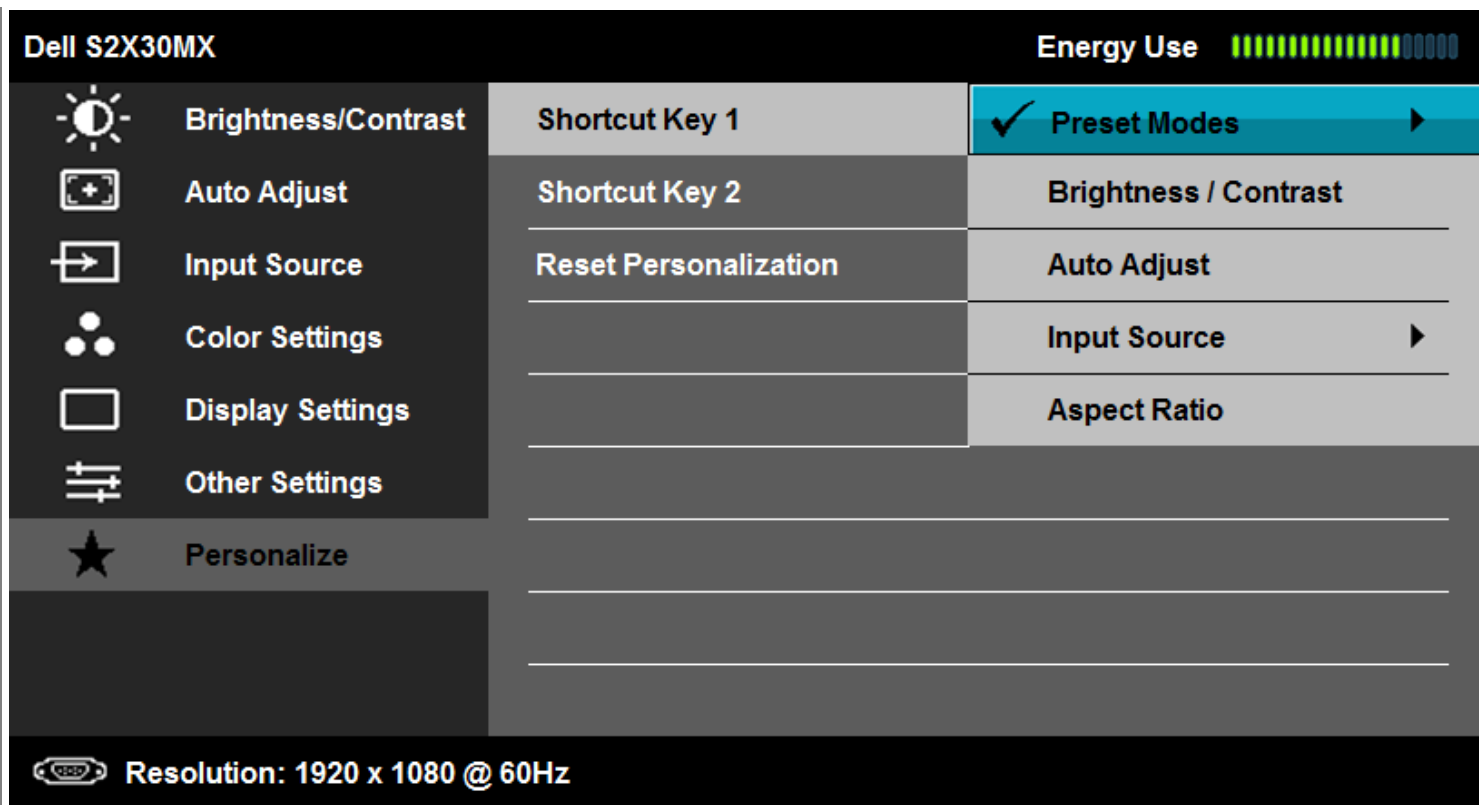 Dell S2X30MX Energy Use
Brightness/Contrast Shortcut Key 1 Preset Modes
Auto Adjust Shortcut Key 2 Brightness / Contrast
Input Source Reset Personalization Auto Adjust
Color Settings Input Source
Display Settings Aspect Ratio
Other Settings
Personalize
Resolution: 1920 x 1080 @ 60Hz